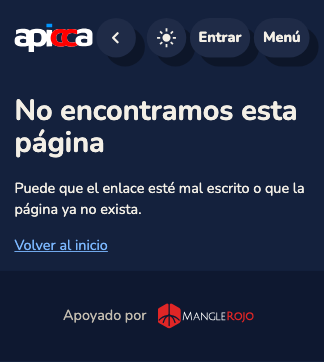 apicca
Entrar
Menú
No encontramos esta
página
Puede que el enlace esté mal escrito o que la
página ya no exista.
Volver al inicio
Apoyado por MANGLEROJO